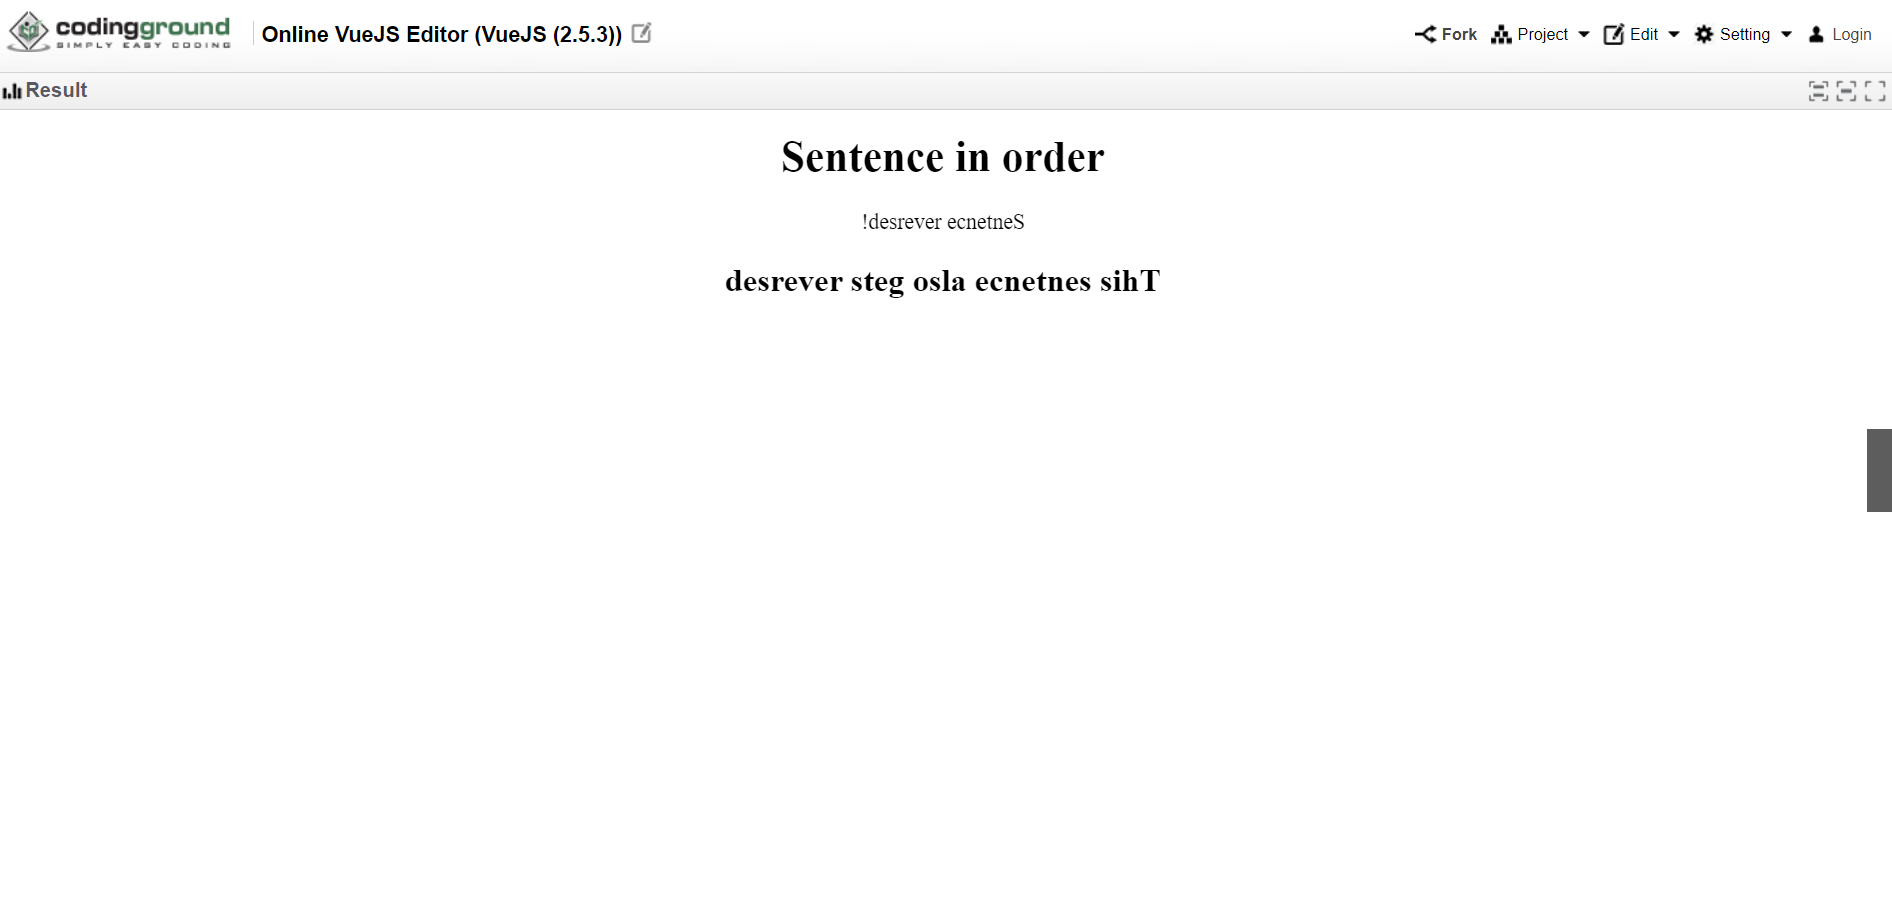 codingground
SIMPLY EASY CODING
Online VueJS Editor (VueJS (2.5.3))
Fork Project Edit Setting Login
Result
Sentence in order
!desrever ecnetneS
desrever steg osla ecnetnes sihT